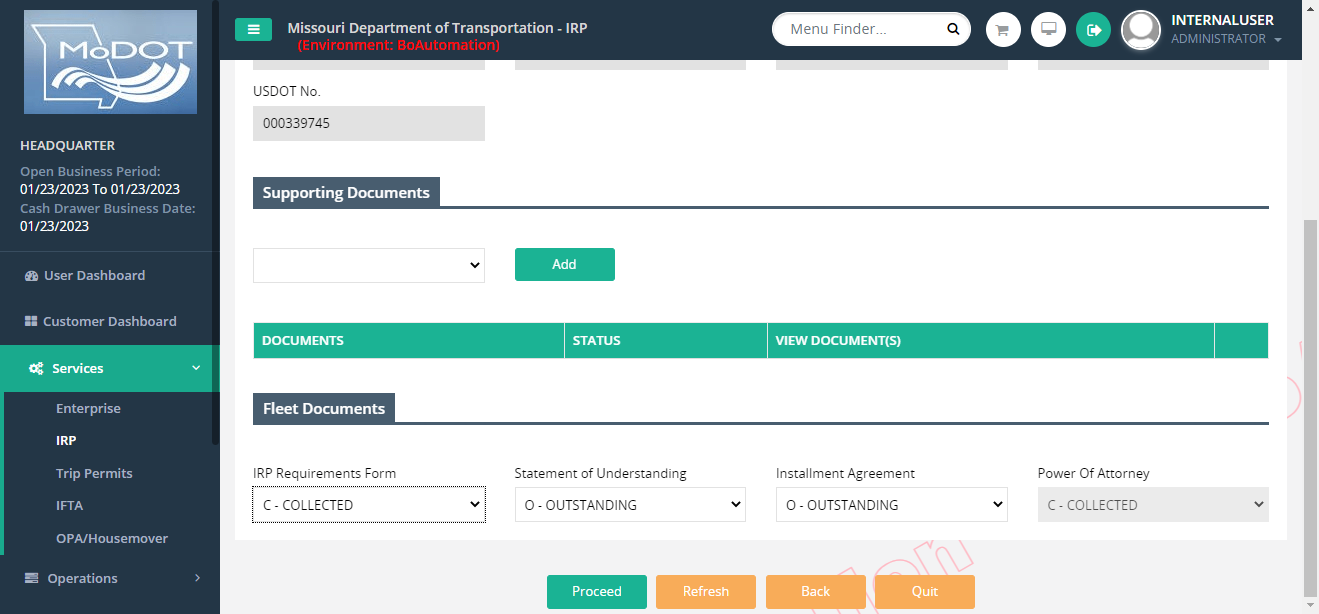 MoDOT
Missouri Department of Transportation - IRP
(Environment: BoAutomation)
Menu Finder...
INTERNALUSER
ADMINISTRATOR
HEADQUARTER
Open Business Period:
01/23/2023 To 01/23/2023
Cash Drawer Business Date:
01/23/2023
User Dashboard
Customer Dashboard
Services
Enterprise
IRP
Trip Permits
IFTA
OPA/Housemover
Operations
USDOT No.
000339745
Supporting Documents
Add
DOCUMENTS STATUS VIEW DOCUMENT(S)
Fleet Documents
IRP Requirements Form Statement of Understanding Installment Agreement Power Of Attorney
C - COLLECTED O - OUTSTANDING O - OUTSTANDING C - COLLECTED
Proceed Refresh Back Quit